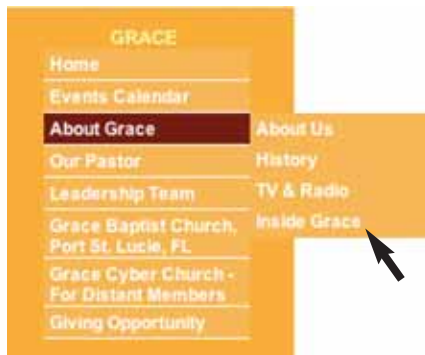 GRACE
Home
Events Calendar
About Grace
Our Pastor
Leadership Team
Grace Baptist Church,
Port St. Lucie, FL
Grace Cyber Church -
For Distant Members
Giving Opportunity
About Us
History
TV & Radio
Inside Grace